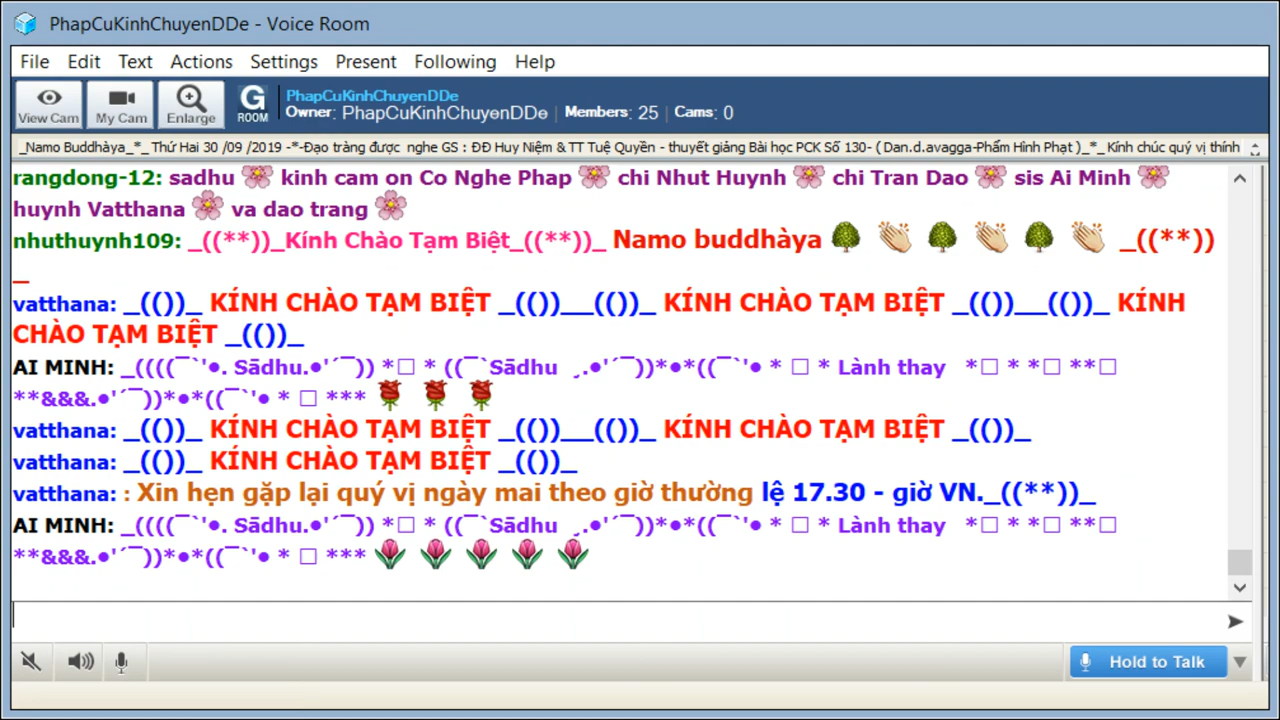 PhapCuKinhChuyenDDe - Voice Room
File Edit Text Actions Settings Present Following Help
View Cam My Cam Enlarge G ROOM
PhapCuKinhChuyenDDe
Owner: PhapCuKinhChuyenDDe | Members: 25 | Cams: 0
_Namo Buddhàya_*_ Thứ Hai 30 /09 /2019 -*-Đạo tràng được nghe GS : ĐĐ Huy Niệm & TT Tuệ Quyền - thuyết giảng Bài học PCK Số 130- ( Dan.d.avagga-Phẩm Hình Phạt )_*_ Kính chúc quý vị thính
rangdong-12: sadhu 🌸 kinh cam on Co Nghe Phap 🌸 chi Nhut Huynh 🌸 chi Tran Dao 🌸 sis Ai Minh 🌸
huynh Vatthana 🌸 va dao trang 🌸
nhuthuynh109: _((**))_Kính Chào Tạm Biệt_((**))_ Namo buddhàya 🌳 👏 🌳 👏 🌳 👏 _((**))
_
vatthana: _(())_ KÍNH CHÀO TẠM BIỆT _(())__(())_ KÍNH CHÀO TẠM BIỆT _(())__(())_ KÍNH
CHÀO TẠM BIỆT _(())_
AI MINH: _((((¯`'●. Sādhu.●'´¯)) *☐ * ((¯`Sādhu ¸.●'´¯))*●*((¯`'● * ☐ * Lành thay *☐ * *☐ **☐
**&&&.●'´¯))*●*((¯`'● * ☐ *** 🌹 🌹 🌹
vatthana: _(())_ KÍNH CHÀO TẠM BIỆT _(())__(())_ KÍNH CHÀO TẠM BIỆT _(())_
vatthana: _(())_ KÍNH CHÀO TẠM BIỆT _(())_
vatthana: : Xin hẹn gặp lại quý vị ngày mai theo giờ thường lệ 17.30 - giờ VN._((**))_
AI MINH: _((((¯`'●. Sādhu.●'´¯)) *☐ * ((¯`Sādhu ¸.●'´¯))*●*((¯`'● * ☐ * Lành thay *☐ * *☐ **☐
**&&&.●'´¯))*●*((¯`'● * ☐ *** 🌷 🌷 🌷 🌷 🌷
Hold to Talk